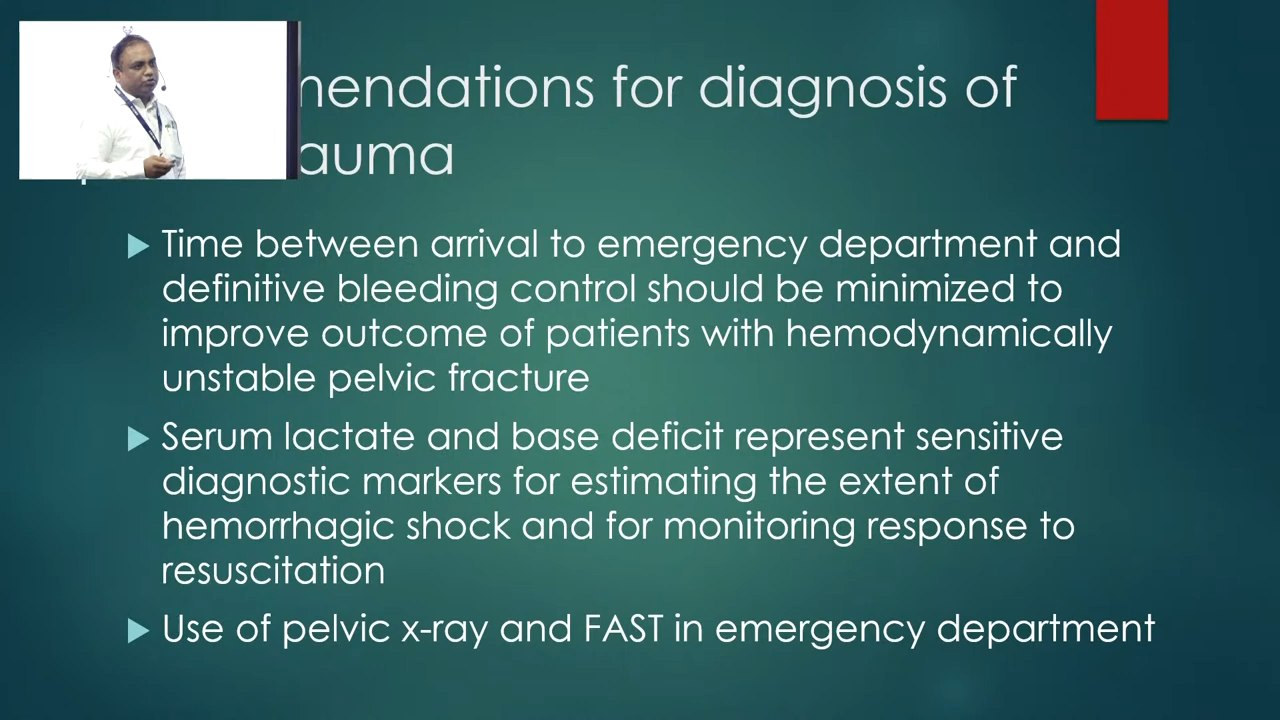 mendations for diagnosis of
auma
Time between arrival to emergency department and
definitive bleeding control should be minimized to
improve outcome of patients with hemodynamically
unstable pelvic fracture
Serum lactate and base deficit represent sensitive
diagnostic markers for estimating the extent of
hemorrhagic shock and for monitoring response to
resuscitation
Use of pelvic x-ray and FAST in emergency department